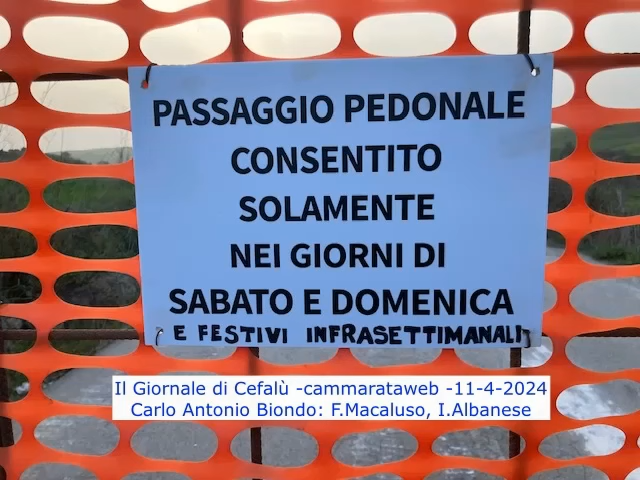 PASSAGGIO PEDONALE
CONSENTITO
SOLAMENTE
NEI GIORNI DI
SABATO E DOMENICA
E FESTIVI INFRASETTIMANALI
Il Giornale di Cefalù -cammarataweb -11-4-2024
Carlo Antonio Biondo: F.Macaluso, I.Albanese